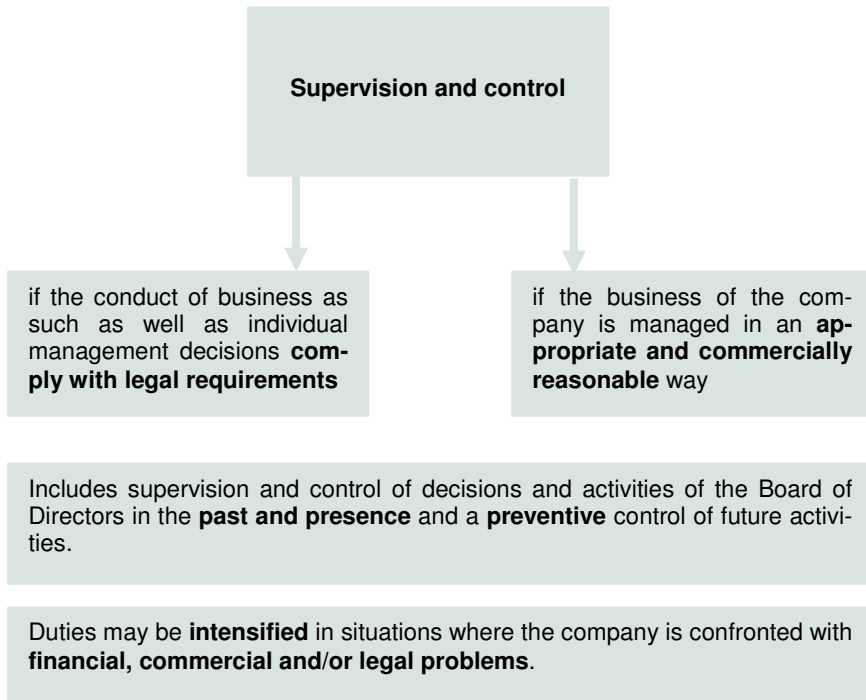 Supervision and control
if the conduct of business as
such as well as individual
management decisions com-
ply with legal requirements
if the business of the com-
pany is managed in an ap-
propriate and commercially
reasonable way
Includes supervision and control of decisions and activities of the Board of
Directors in the past and presence and a preventive control of future activi-
ties.
Duties may be intensified in situations where the company is confronted with
financial, commercial and/or legal problems.